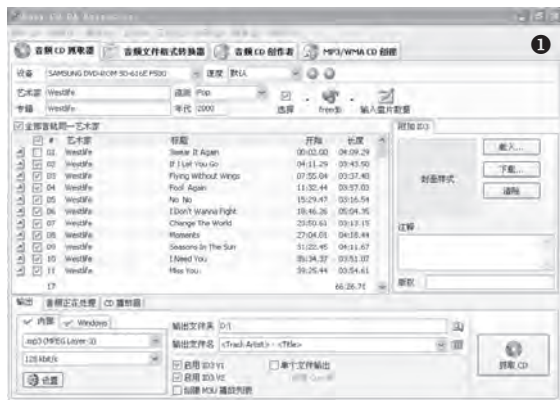 Easy CD-DA Extractor
❶
音频 CD 抓取器 音频文件格式转换器 音频 CD 创作者 MP3/WMA CD 创建
设备 SAMSUNG DVD-ROM SD-616E F500 速度 默认
艺术家 Westlife 流派 Pop
专辑 Westlife 年代 2000 选择 freedb 输入重片数据
全部音轨同一艺术家 附加 ID3
# 艺术家 标题 开始 长度
01 Westlife Swear It Again 00:02.00 04:09.29
02 Westlife If I Let You Go 04:11.29 03:43.50
03 Westlife Flying Without Wings 07:55.04 03:37.40
04 Westlife Fool Again 11:32.44 03:57.03
05 Westlife No No 15:29.47 03:16.54
06 Westlife I Don't Wanna Fight 18:46.26 05:04.35
07 Westlife Change The World 23:50.61 03:13.15
08 Westlife Moments 27:04.01 04:18.44
09 Westlife Seasons In The Sun 31:22.45 04:11.67
10 Westlife I Need You 35:34.37 03:51.07
11 Westlife Miss You 39:25.44 03:54.61
17 66:26.71
封面样式
载入...
下载...
清除
注释
版权
输出 音频正在处理 CD 播放器
内部 Windows
.mp3 (MPEG Layer-3)
128 kbit/s
设置
输出文件夹 D:\
输出文件名 <Track Artist> - <Title>
启用 ID3 V1 单个文件输出
启用 ID3 V2
创建 M3U 播放列表
抓取 CD